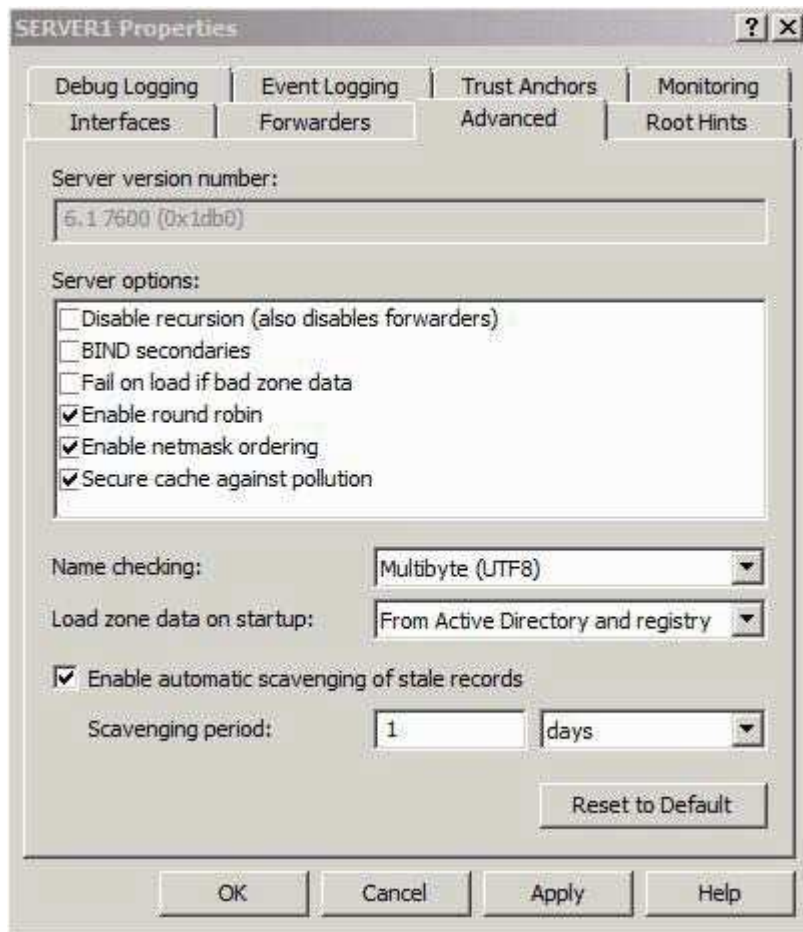 SERVER1 Properties
Debug Logging Event Logging Trust Anchors Monitoring
Interfaces Forwarders Advanced Root Hints
Server version number:
6.1 7600 (0x1db0)
Server options:
Disable recursion (also disables forwarders)
BIND secondaries
Fail on load if bad zone data
Enable round robin
Enable netmask ordering
Secure cache against pollution
Name checking: Multibyte (UTF8)
Load zone data on startup: From Active Directory and registry
Enable automatic scavenging of stale records
Scavenging period: 1 days
Reset to Default
OK Cancel Apply Help